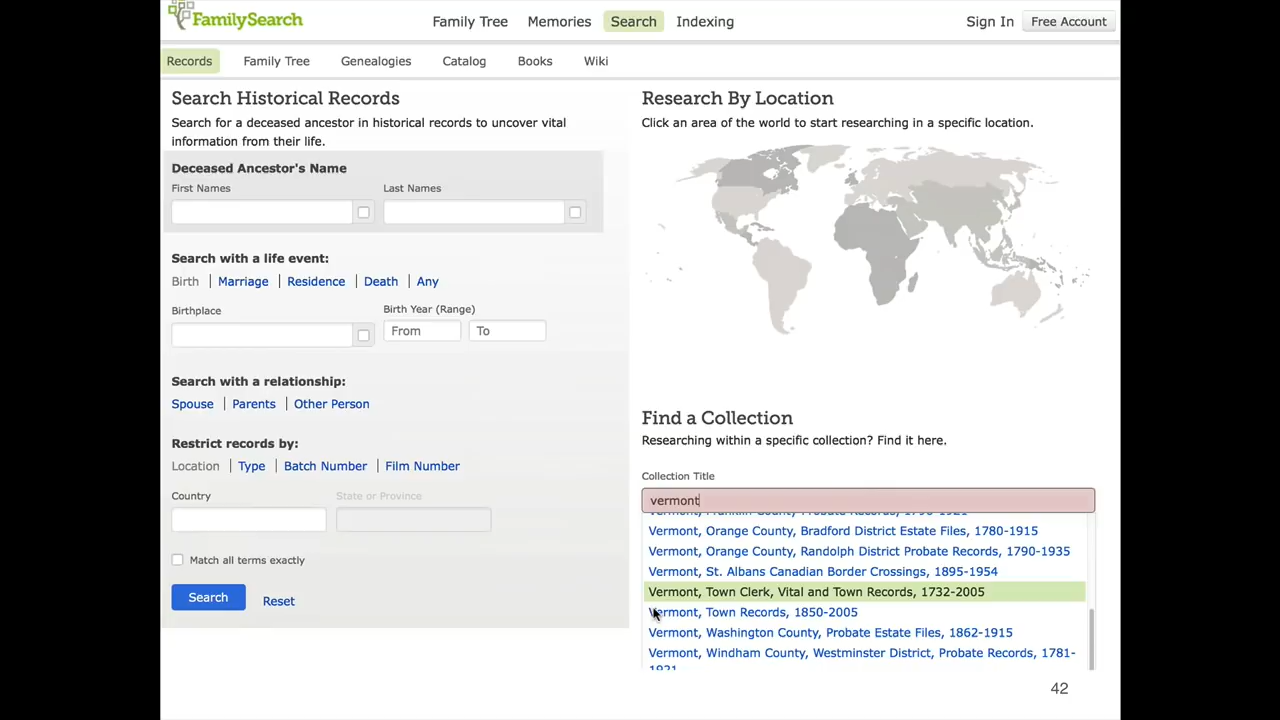 FamilySearch
Family Tree Memories Search Indexing
Sign In Free Account
Records Family Tree Genealogies Catalog Books Wiki
Search Historical Records
Search for a deceased ancestor in historical records to uncover vital
information from their life.
Deceased Ancestor's Name
First Names Last Names
Search with a life event:
Birth | Marriage | Residence | Death | Any
Birthplace Birth Year (Range)
From To
Search with a relationship:
Spouse | Parents | Other Person
Restrict records by:
Location | Type | Batch Number | Film Number
Country State or Province
Match all terms exactly
Search Reset
Research By Location
Click an area of the world to start researching in a specific location.
Find a Collection
Researching within a specific collection? Find it here.
Collection Title
vermont
Vermont, Franklin County, Probate Records, 1796-1921
Vermont, Orange County, Bradford District Estate Files, 1780-1915
Vermont, Orange County, Randolph District Probate Records, 1790-1935
Vermont, St. Albans Canadian Border Crossings, 1895-1954
Vermont, Town Clerk, Vital and Town Records, 1732-2005
Vermont, Town Records, 1850-2005
Vermont, Washington County, Probate Estate Files, 1862-1915
Vermont, Windham County, Westminster District, Probate Records, 1781-
1921
42